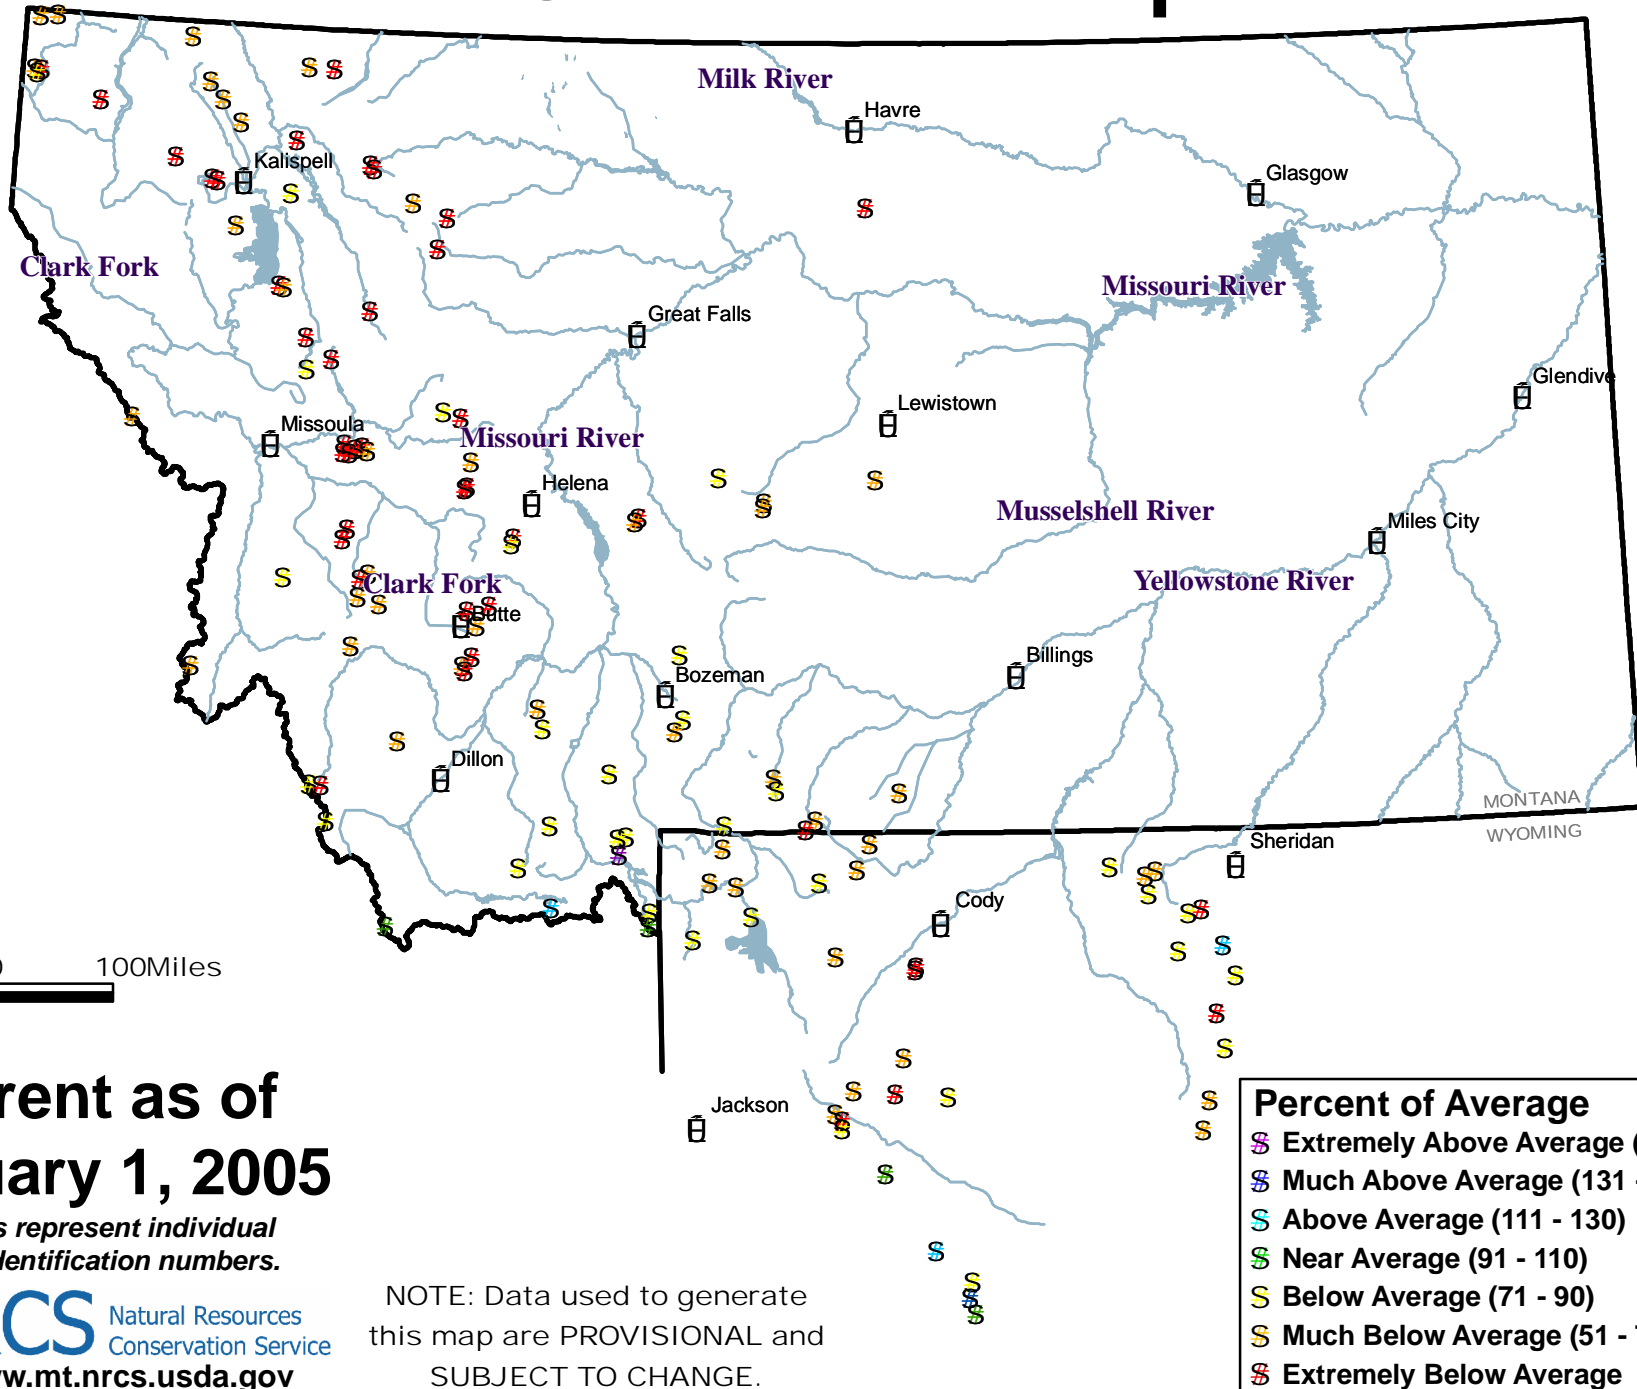 Milk River
Havre
Kalispell
Glasgow
Clark Fork
Missouri River
Great Falls
Glendive
Lewistown
Missoula
Missouri River
Helena
Musselshell River
Miles City
Clark Fork
Yellowstone River
Butte
Billings
Bozeman
Dillon
MONTANA
WYOMING
Sheridan
Cody
100Miles
Jackson
rent as of
uary 1, 2005
s represent individual
dentification numbers.
CS Natural Resources
Conservation Service
w.mt.nrcs.usda.gov
NOTE: Data used to generate
this map are PROVISIONAL and
SUBJECT TO CHANGE.
Percent of Average
Extremely Above Average (
Much Above Average (131 -
Above Average (111 - 130)
Near Average (91 - 110)
Below Average (71 - 90)
Much Below Average (51 -
Extremely Below Average